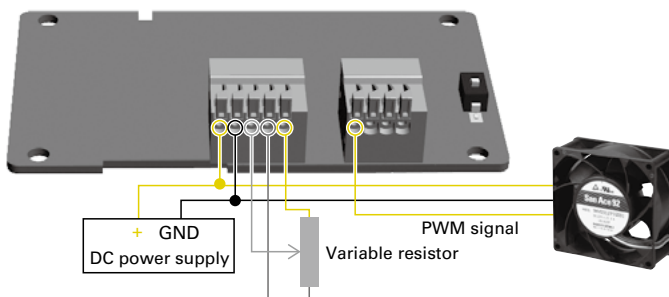 + GND
DC power supply
PWM signal
Variable resistor
San Ace 92